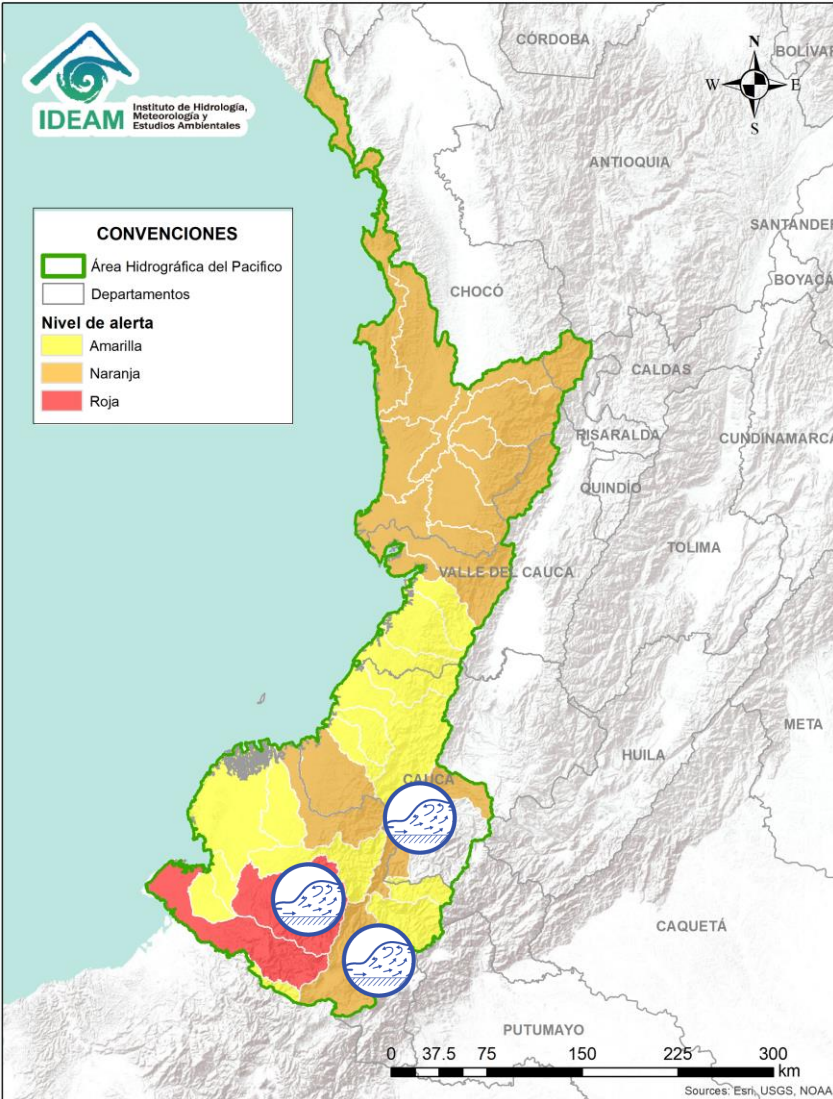 IDEAM
Instituto de Hidrología,
Meteorología y
Estudios Ambientales
N
W
E
S
CÓRDOBA
BOLÍVAR
ANTIOQUIA
SANTANDER
BOYACÁ
CHOCÓ
CONVENCIONES
Área Hidrográfica del Pacifico
Departamentos
Nivel de alerta
Amarilla
Naranja
Roja
CALDAS
RISARALDA
CUNDINAMARCA
QUINDÍO
TOLIMA
VALLE DEL CAUCA
META
HUILA
CAUCA
CAQUETÁ
PUTUMAYO
0 37.5 75 150 225 300
km
Sources: Esri, USGS, NOAA